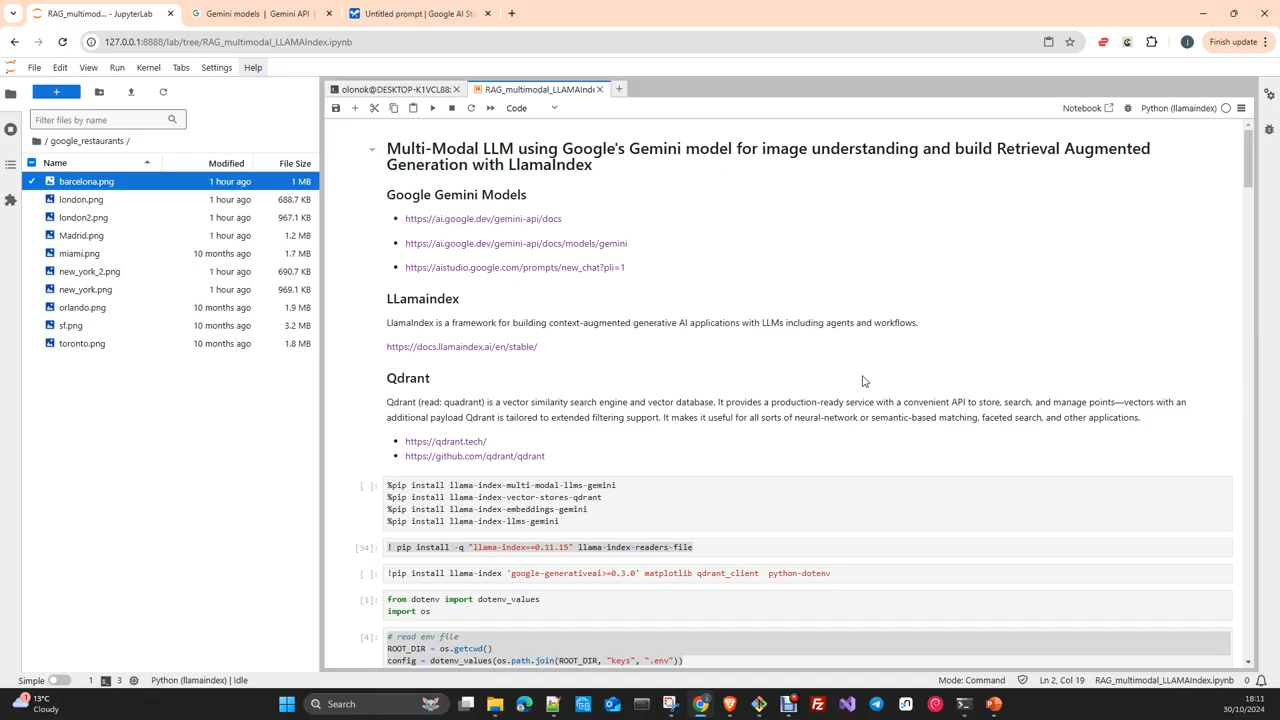 RAG_multimod... - JupyterLab
Gemini models | Gemini API
Untitled prompt | Google AI St
127.0.0.1:8888/lab/tree/RAG_multimodal_LLAMAIndex.ipynb
Finish update
File Edit View Run Kernel Tabs Settings Help
olonok@DESKTOP-K1VCL88:
RAG_multimodal_LLAMAInde
Filter files by name
Code
Notebook
Python (llamaindex)
/ google_restaurants /
Name Modified File Size
barcelona.png 1 hour ago 1 MB
london.png 1 hour ago 688.7 KB
london2.png 1 hour ago 967.1 KB
Madrid.png 1 hour ago 1.2 MB
miami.png 10 months ago 1.7 MB
new_york_2.png 1 hour ago 690.7 KB
new_york.png 1 hour ago 969.1 KB
orlando.png 10 months ago 1.9 MB
sf.png 10 months ago 3.2 MB
toronto.png 10 months ago 1.8 MB
Multi-Modal LLM using Google's Gemini model for image understanding and build Retrieval Augmented
Generation with LlamaIndex
Google Gemini Models
https://ai.google.dev/gemini-api/docs
https://ai.google.dev/gemini-api/docs/models/gemini
https://aistudio.google.com/prompts/new_chat?pli=1
LLamaindex
LlamaIndex is a framework for building context-augmented generative AI applications with LLMs including agents and workflows.
https://docs.llamaindex.ai/en/stable/
Qdrant
Qdrant (read: quadrant) is a vector similarity search engine and vector database. It provides a production-ready service with a convenient API to store, search, and manage points—vectors with an
additional payload Qdrant is tailored to extended filtering support. It makes it useful for all sorts of neural-network or semantic-based matching, faceted search, and other applications.
https://qdrant.tech/
https://github.com/qdrant/qdrant
[ ]: %pip install llama-index-multi-modal-llms-gemini
%pip install llama-index-vector-stores-qdrant
%pip install llama-index-embeddings-gemini
%pip install llama-index-llms-gemini
[34]: ! pip install -q "llama-index==0.11.15" llama-index-readers-file
[ ]: !pip install llama-index 'google-generativeai>=0.3.0' matplotlib qdrant_client python-dotenv
[1]: from dotenv import dotenv_values
import os
[4]: # read env file
ROOT_DIR = os.getcwd()
config = dotenv_values(os.path.join(ROOT_DIR, "keys", ".env"))
Simple 1 3 Python (llamaindex) | Idle
Mode: Command Ln 2, Col 19 RAG_multimodal_LLAMAIndex.ipynb 0
13°C
Cloudy
Search
18:11
30/10/2024